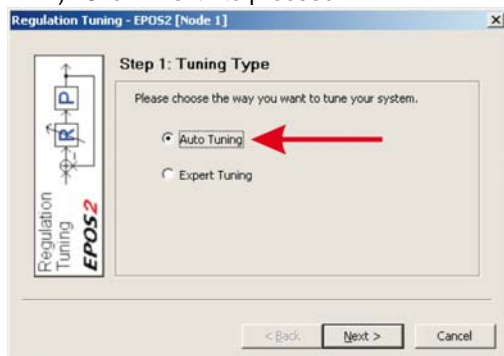 Regulation Tuning - EPOS2 [Node 1]
Step 1: Tuning Type
Please choose the way you want to tune your system.
Auto Tuning
Expert Tuning
P
R
Regulation
Tuning
EPOS2
< Back
Next >
Cancel